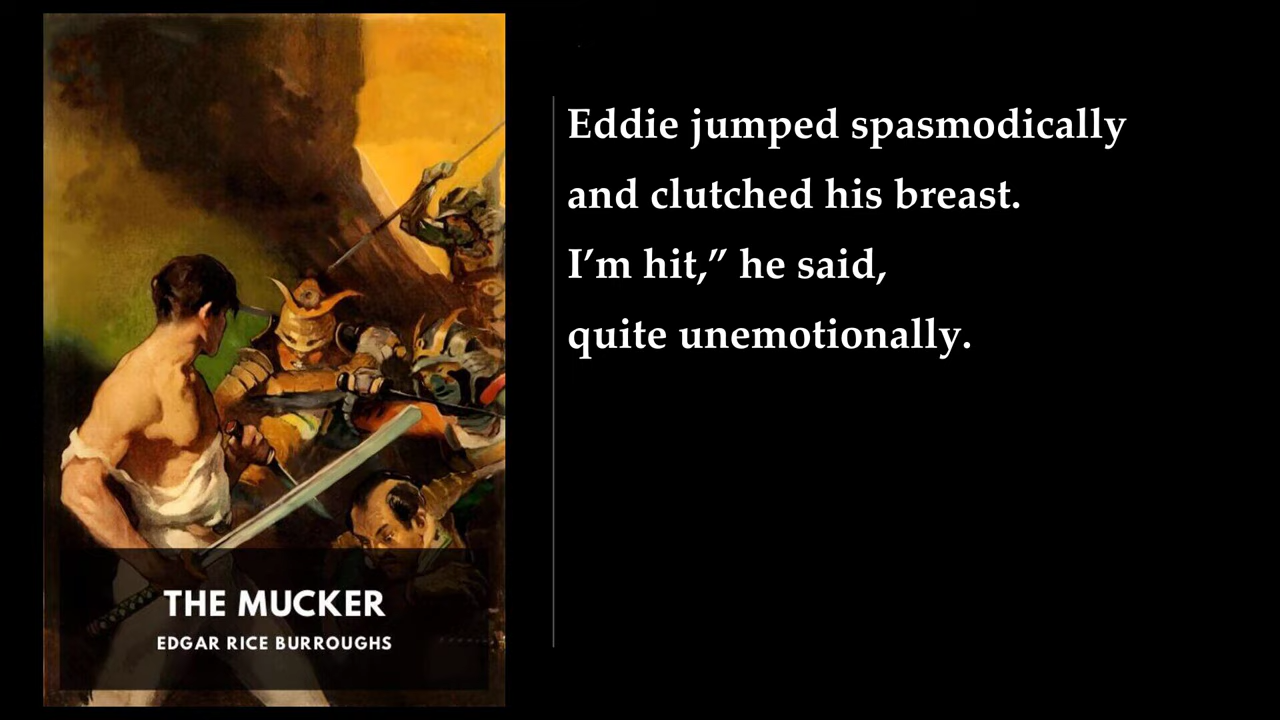 THE MUCKER
EDGAR RICE BURROUGHS
Eddie jumped spasmodically
and clutched his breast.
I’m hit,” he said,
quite unemotionally.